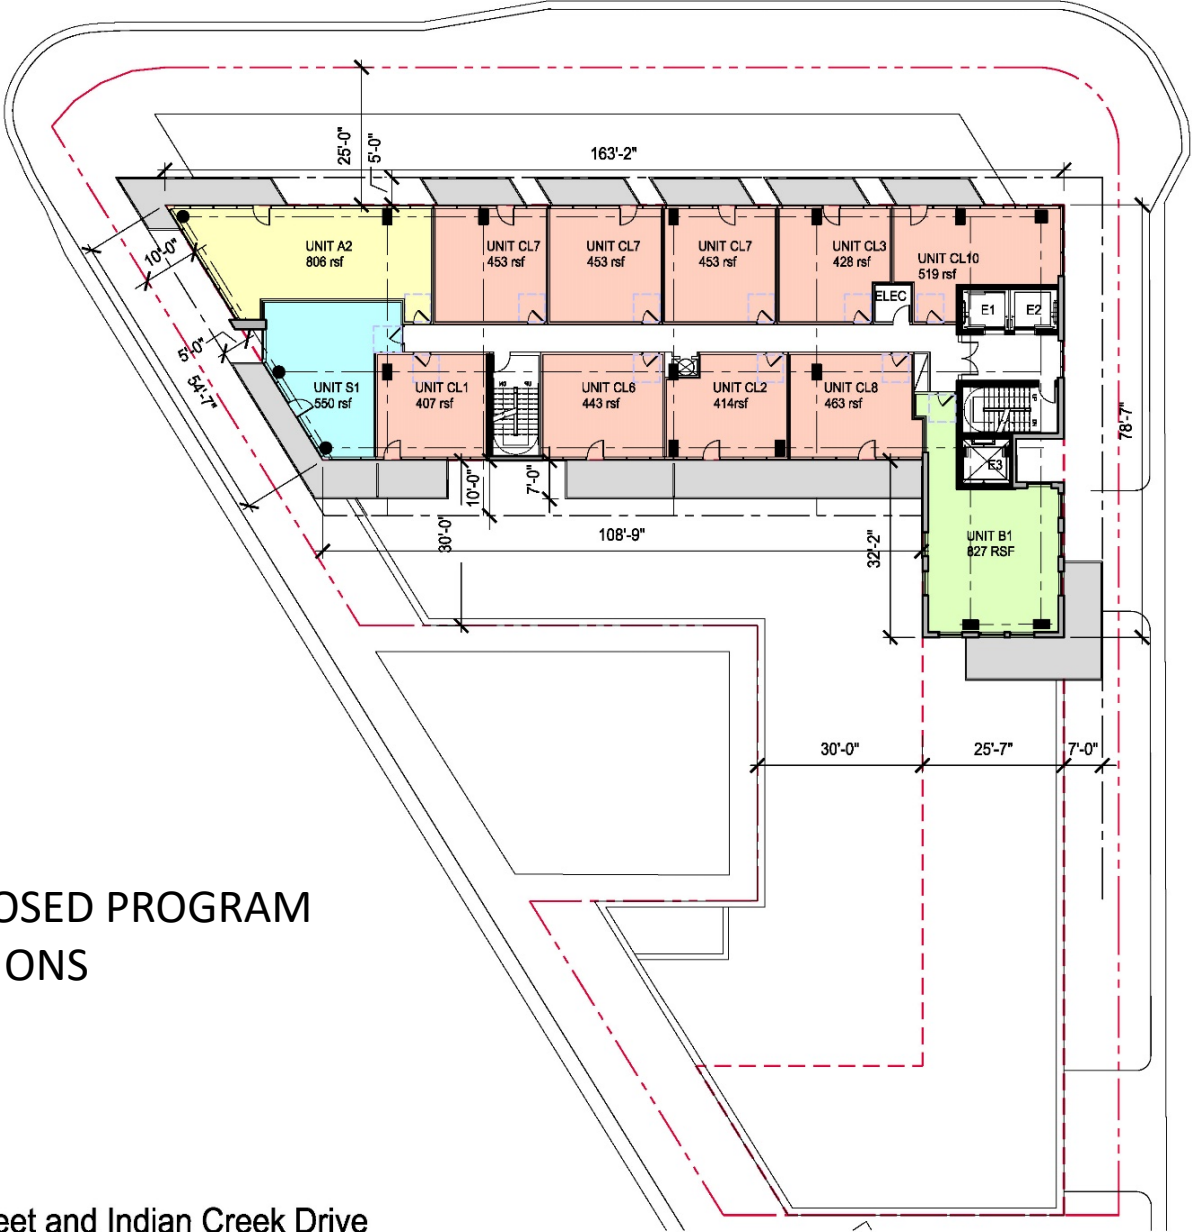 163'-2"
25'-0"
5'-0"
10'-0"
UNIT A2
806 rsf
UNIT CL7
453 rsf
UNIT CL7
453 rsf
UNIT CL7
453 rsf
UNIT CL3
428 rsf
UNIT CL10
519 rsf
ELEC
E1
E2
5'-0"
54'-7"
UNIT S1
550 rsf
UNIT CL1
407 rsf
UNIT CL6
443 rsf
UNIT CL2
414rsf
UNIT CL8
463 rsf
78'-7"
E3
10'-0"
7'-0"
30'-0'
108'-9"
32'-2"
UNIT B1
827 RSF
30'-0"
25'-7"
7'-0"
OSED PROGRAM
IONS
eet and Indian Creek Drive